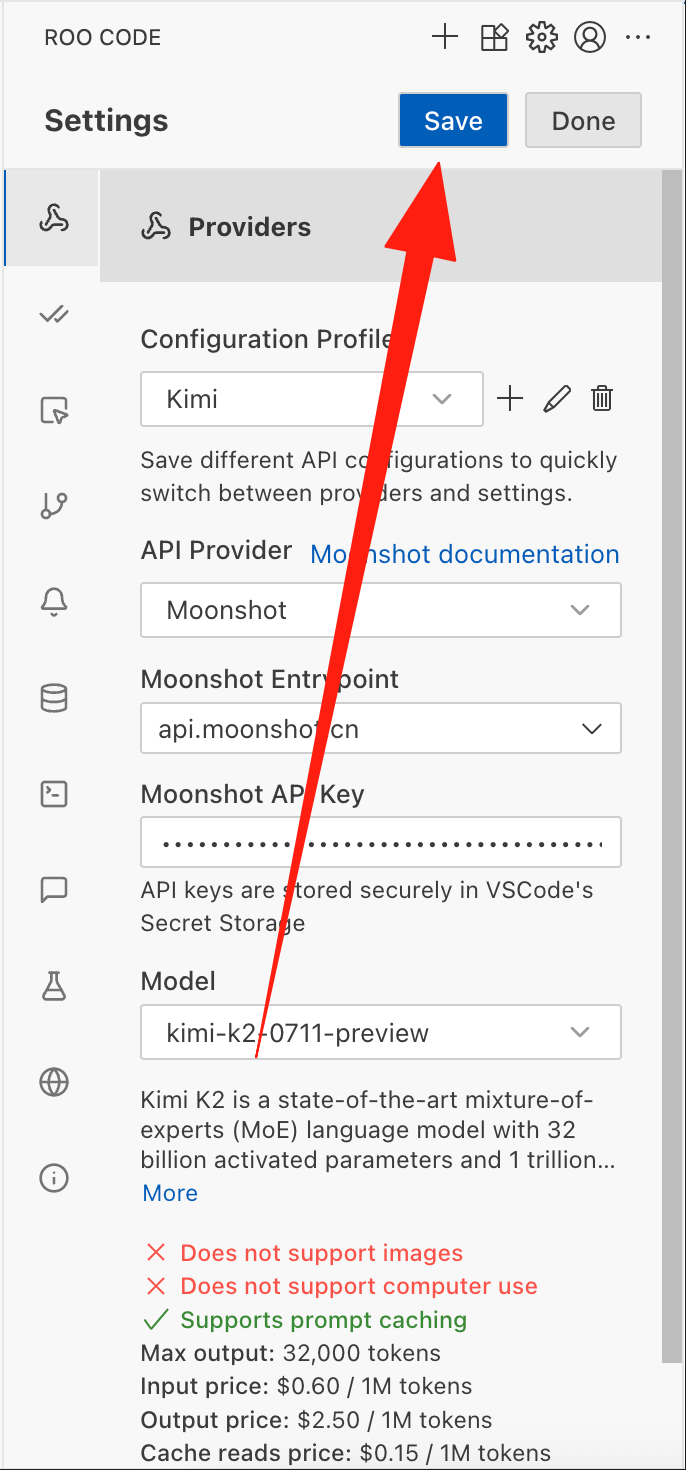 ROO CODE
Settings
Save
Done
Providers
Configuration Profile
Kimi
Save different API configurations to quickly
switch between providers and settings.
API Provider
Moonshot documentation
Moonshot
Moonshot Entrypoint
api.moonshot.cn
Moonshot API Key
API keys are stored securely in VSCode's
Secret Storage
Model
kimi-k2-0711-preview
Kimi K2 is a state-of-the-art mixture-of-
experts (MoE) language model with 32
billion activated parameters and 1 trillion...
More
Does not support images
Does not support computer use
Supports prompt caching
Max output: 32,000 tokens
Input price: $0.60 / 1M tokens
Output price: $2.50 / 1M tokens
Cache reads price: $0.15 / 1M tokens